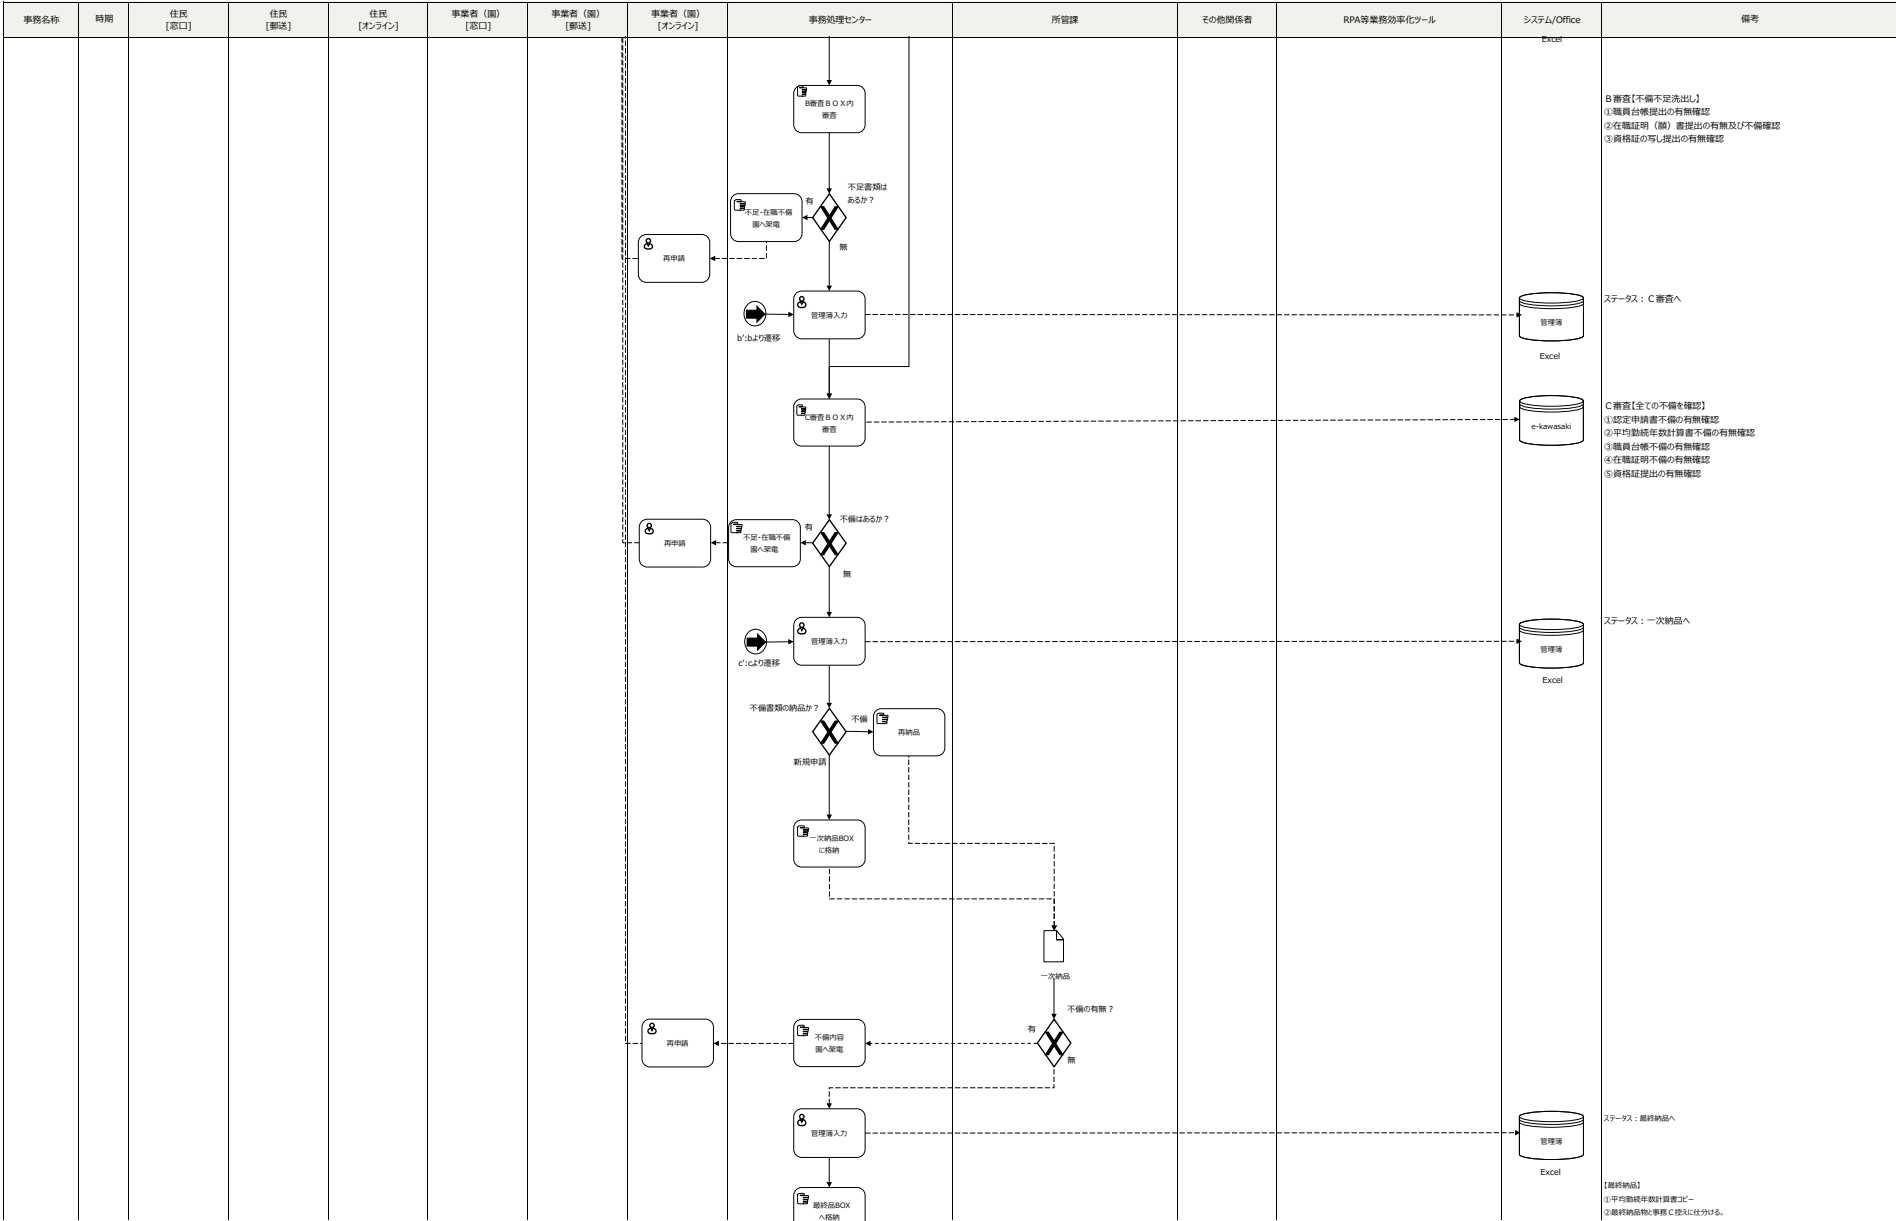 事務名称
時期
住民
[窓口]
住民
[郵送]
住民
[オンライン]
事業者（園）
[窓口]
事業者（園）
[郵送]
事業者（園）
[オンライン]
事務処理センター
所管課
その他関係者
RPA等業務効率化ツール
システム/Office
備考
Excel
B審査ＢＯＸ内
審査
Ｂ審査【不備不足洗出し】
①職員台帳提出の有無確認
②在職証明（願）書提出の有無及び不備確認
③資格証の写し提出の有無確認
不足書類は
あるか？
有
無
不足・在職不備
園へ架電
再申請
管理簿入力
b':bより遷移
管理簿
Excel
ステータス：Ｃ審査へ
C審査ＢＯＸ内
審査
e-kawasaki
Ｃ審査【全ての不備を確認】
①認定申請書不備の有無確認
②平均勤続年数計算書不備の有無確認
③職員台帳不備の有無確認
④在職証明不備の有無確認
⑤資格証提出の有無確認
不備はあるか？
有
無
不足・在職不備
園へ架電
再申請
管理簿入力
c':cより遷移
管理簿
Excel
ステータス：一次納品へ
不備書類の納品か？
不備
再納品
新規申請
一次納品BOX
に格納
一次納品
不備の有無？
有
無
不備内容
園へ架電
再申請
管理簿入力
管理簿
Excel
ステータス：最終納品へ
最終品BOX
へ格納
【最終納品】
①平均勤続年数計算書コピー
②最終納品物と事務Ｃ控えに仕分ける。